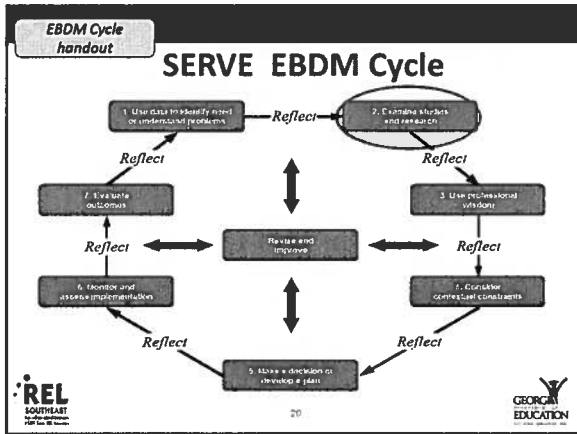 EBDM Cycle
handout
SERVE EBDM Cycle
1. Use data to identify need
or understand problems
Reflect
2. Examine studies
and research
Reflect
Reflect
7. Evaluate
outcomes
3. Use professional
wisdom
Reflect
Revise and
improve
Reflect
6. Monitor and
assess implementation
4. Consider
contextual constraints
Reflect
Reflect
5. Make a decision or
develop a plan
REL
SOUTHEAST
20
GEORGIA
EDUCATION